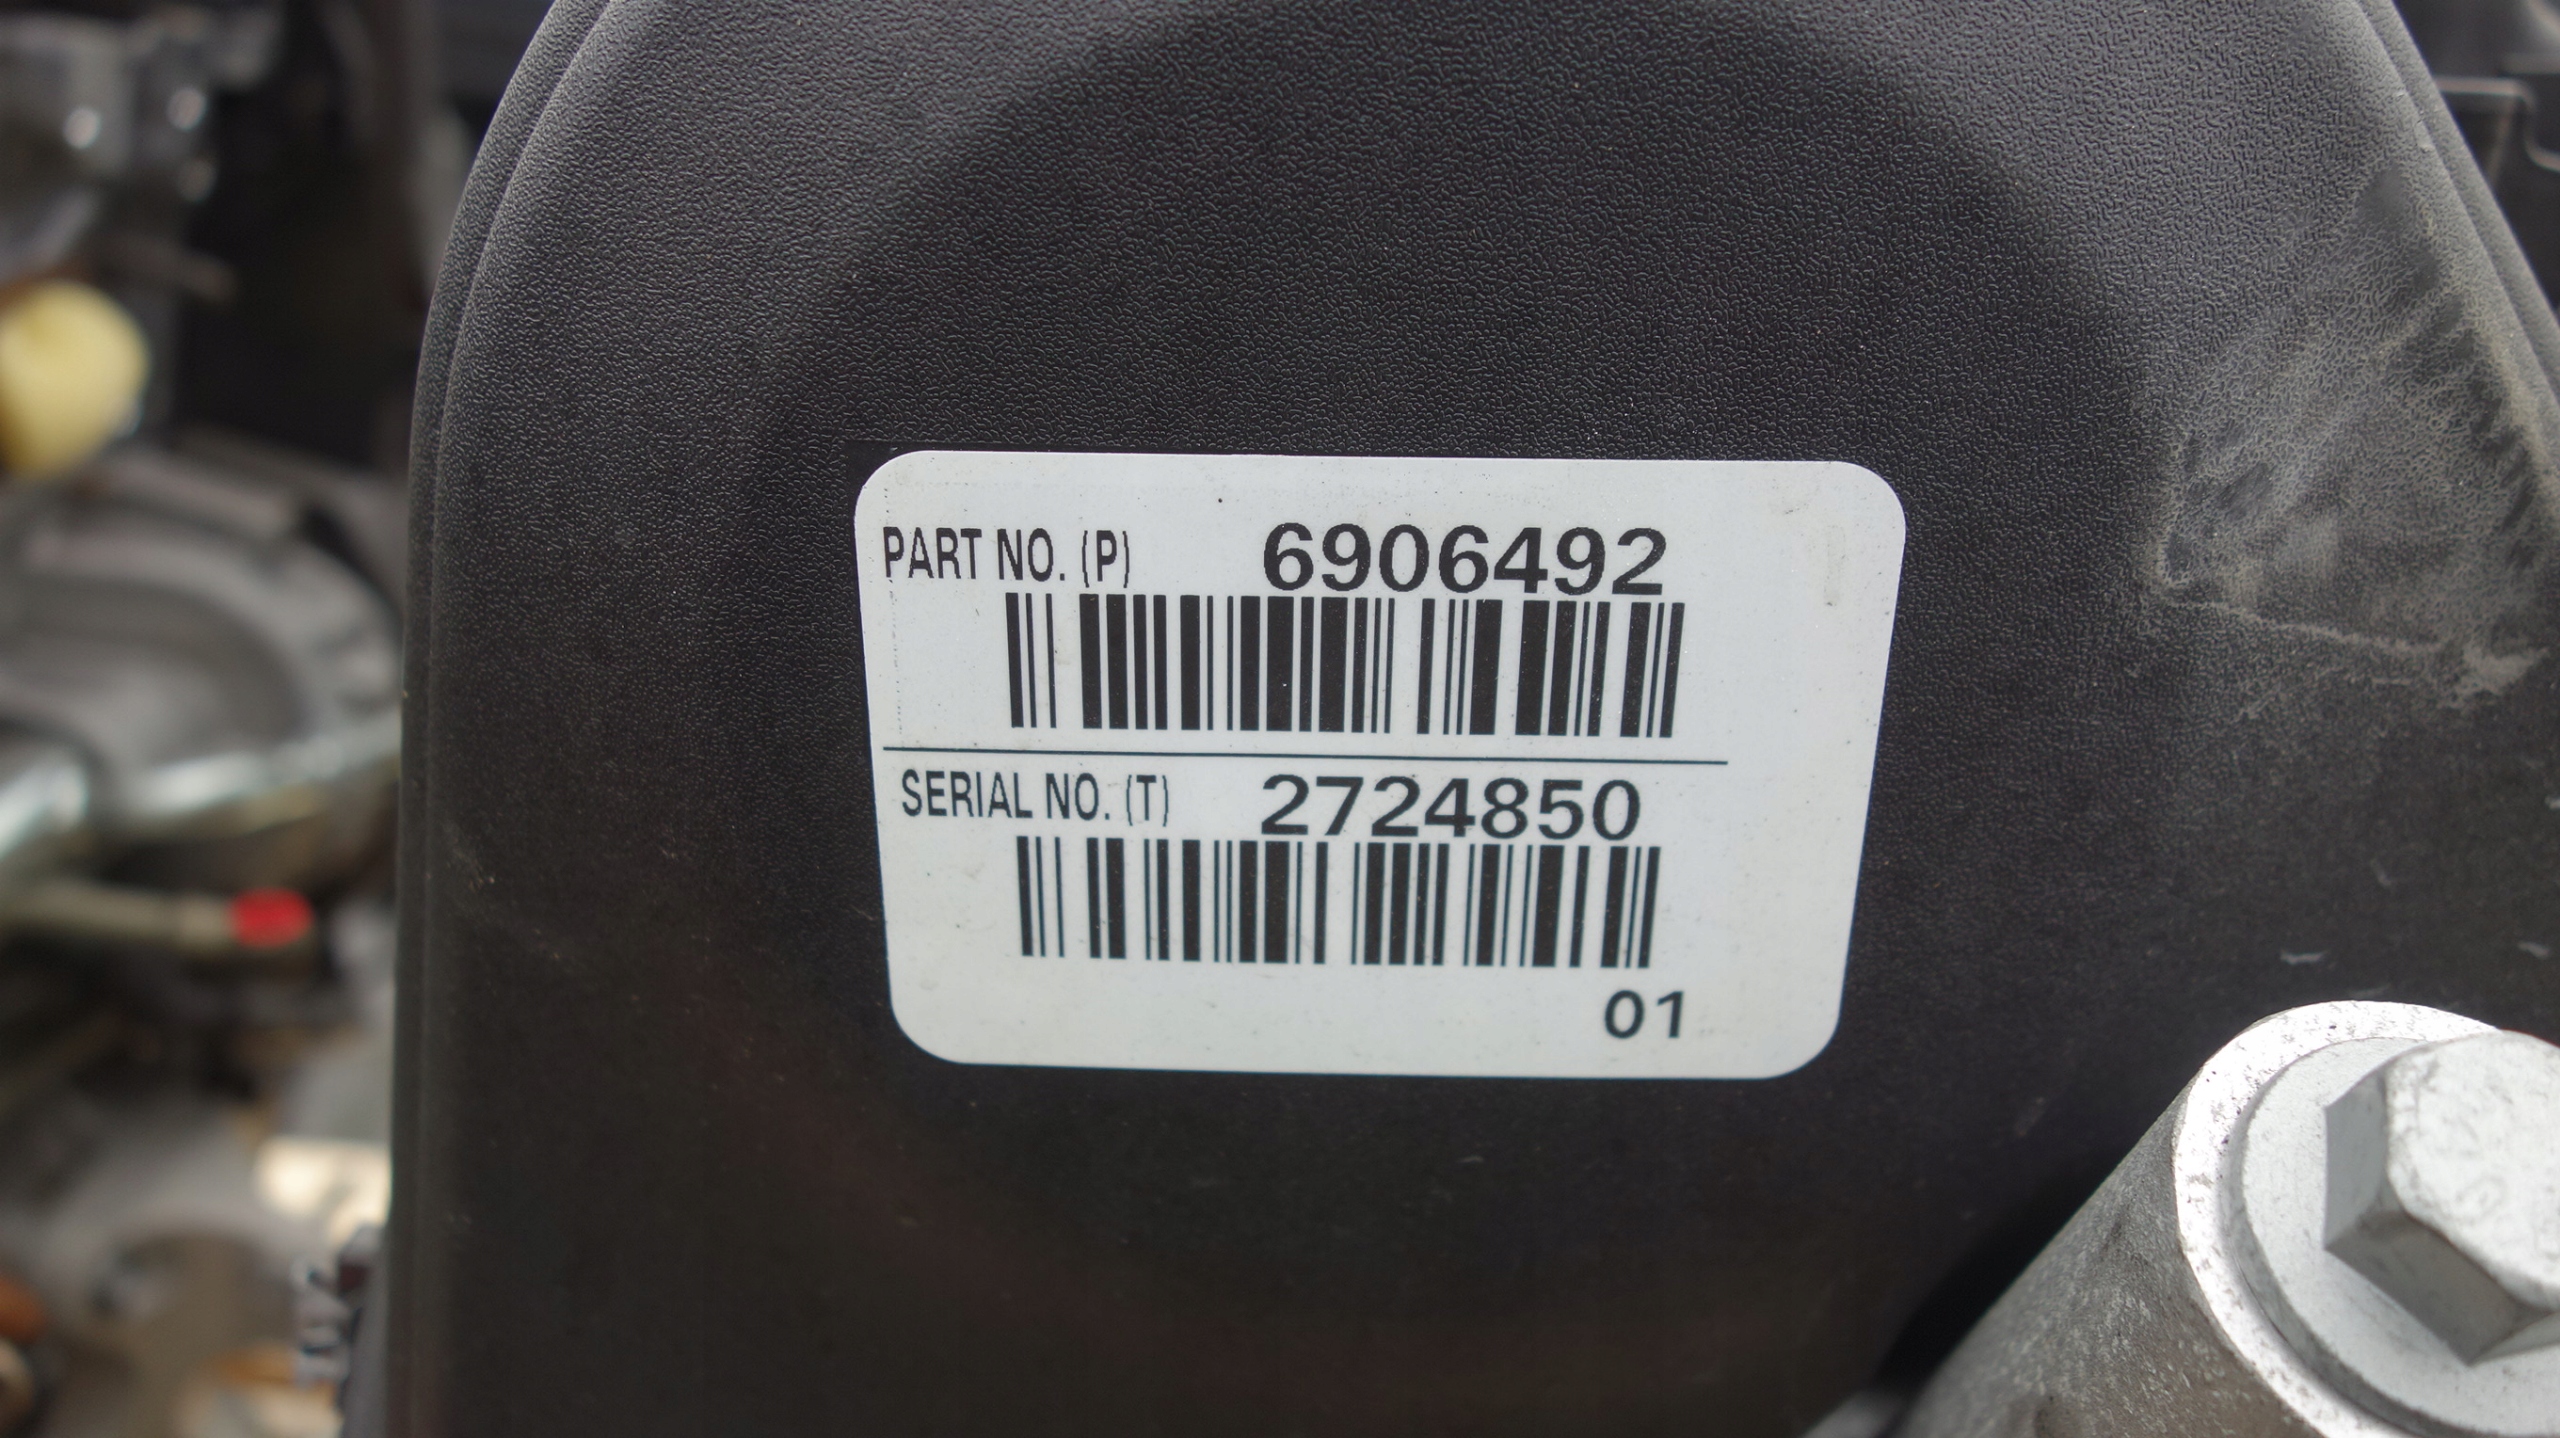 PART NO. (P) 6906492
SERIAL NO. (T) 2724850
01